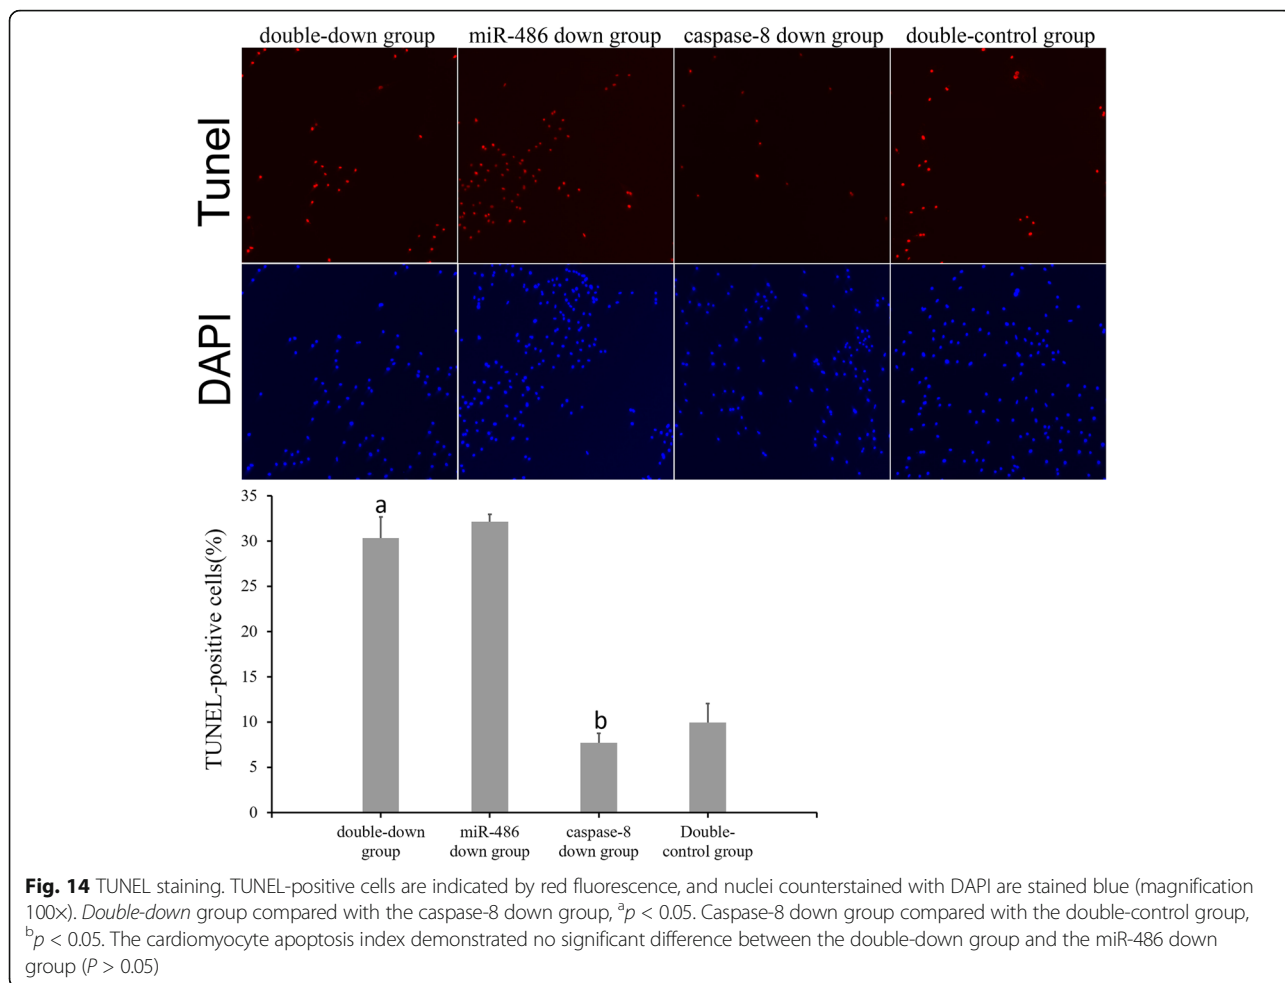 double-down group miR-486 down group caspase-8 down group double-control group
Tunel
DAPI
TUNEL-positive cells(%)
35
30
25
20
15
10
5
0
a
b
double-down
group
miR-486
down group
caspase-8
down group
Double-
control group
Fig. 14 TUNEL staining. TUNEL-positive cells are indicated by red fluorescence, and nuclei counterstained with DAPI are stained blue (magnification
100×). Double-down group compared with the caspase-8 down group, ᵃp < 0.05. Caspase-8 down group compared with the double-control group,
ᵇp < 0.05. The cardiomyocyte apoptosis index demonstrated no significant difference between the double-down group and the miR-486 down
group (P > 0.05)